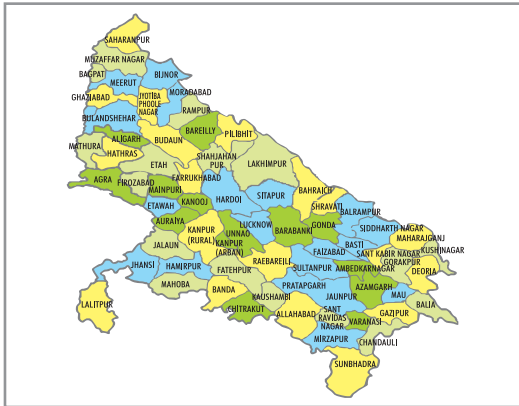 SAHARANPUR
MUZAFFAR NAGAR
BAGPAT
MEERUT
BIJNOR
GHAZIABAD
JYOTIBA
PHOOLE
NAGAR
MORADABAD
RAMPUR
BULANDSHEHAR
BAREILLY
PILIBHIT
ALIGARH
BUDAUN
MATHURA
HATHRAS
SHAHJAHAN
PUR
LAKHIMPUR
ETAH
FARRUKHABAD
AGRA
FIROZABAD
MAINPURI
BAHRAICH
HARDOI
SITAPUR
ETAWAH
KANOOJ
SHRAVATI
BALRAMPUR
AURAIYA
KANPUR
(RURAL)
UNNAO
LUCKNOW
BARABANKI
GONDA
SIDDHARTH NAGAR
MAHARAJGANJ
JALAUN
KANPUR
(ARBAN)
FAIZABAD
BASTI
SANT KABIR NAGAR
KUSHINAGAR
GORAKPUR
JHANSI
HAMIRPUR
FATEHPUR
RAEBAREILI
SULTANPUR
AMBEDKARNAGAR
DEORIA
MAHOBA
BANDA
PRATAPGARH
AZAMGARH
LALITPUR
KAUSHAMBI
JAUNPUR
MAU
BALIA
CHITRAKUT
ALLAHABAD
SANT
RAVIDAS
NAGAR
VARANASI
GAZIPUR
MIRZAPUR
CHANDAULI
SUNBHADRA